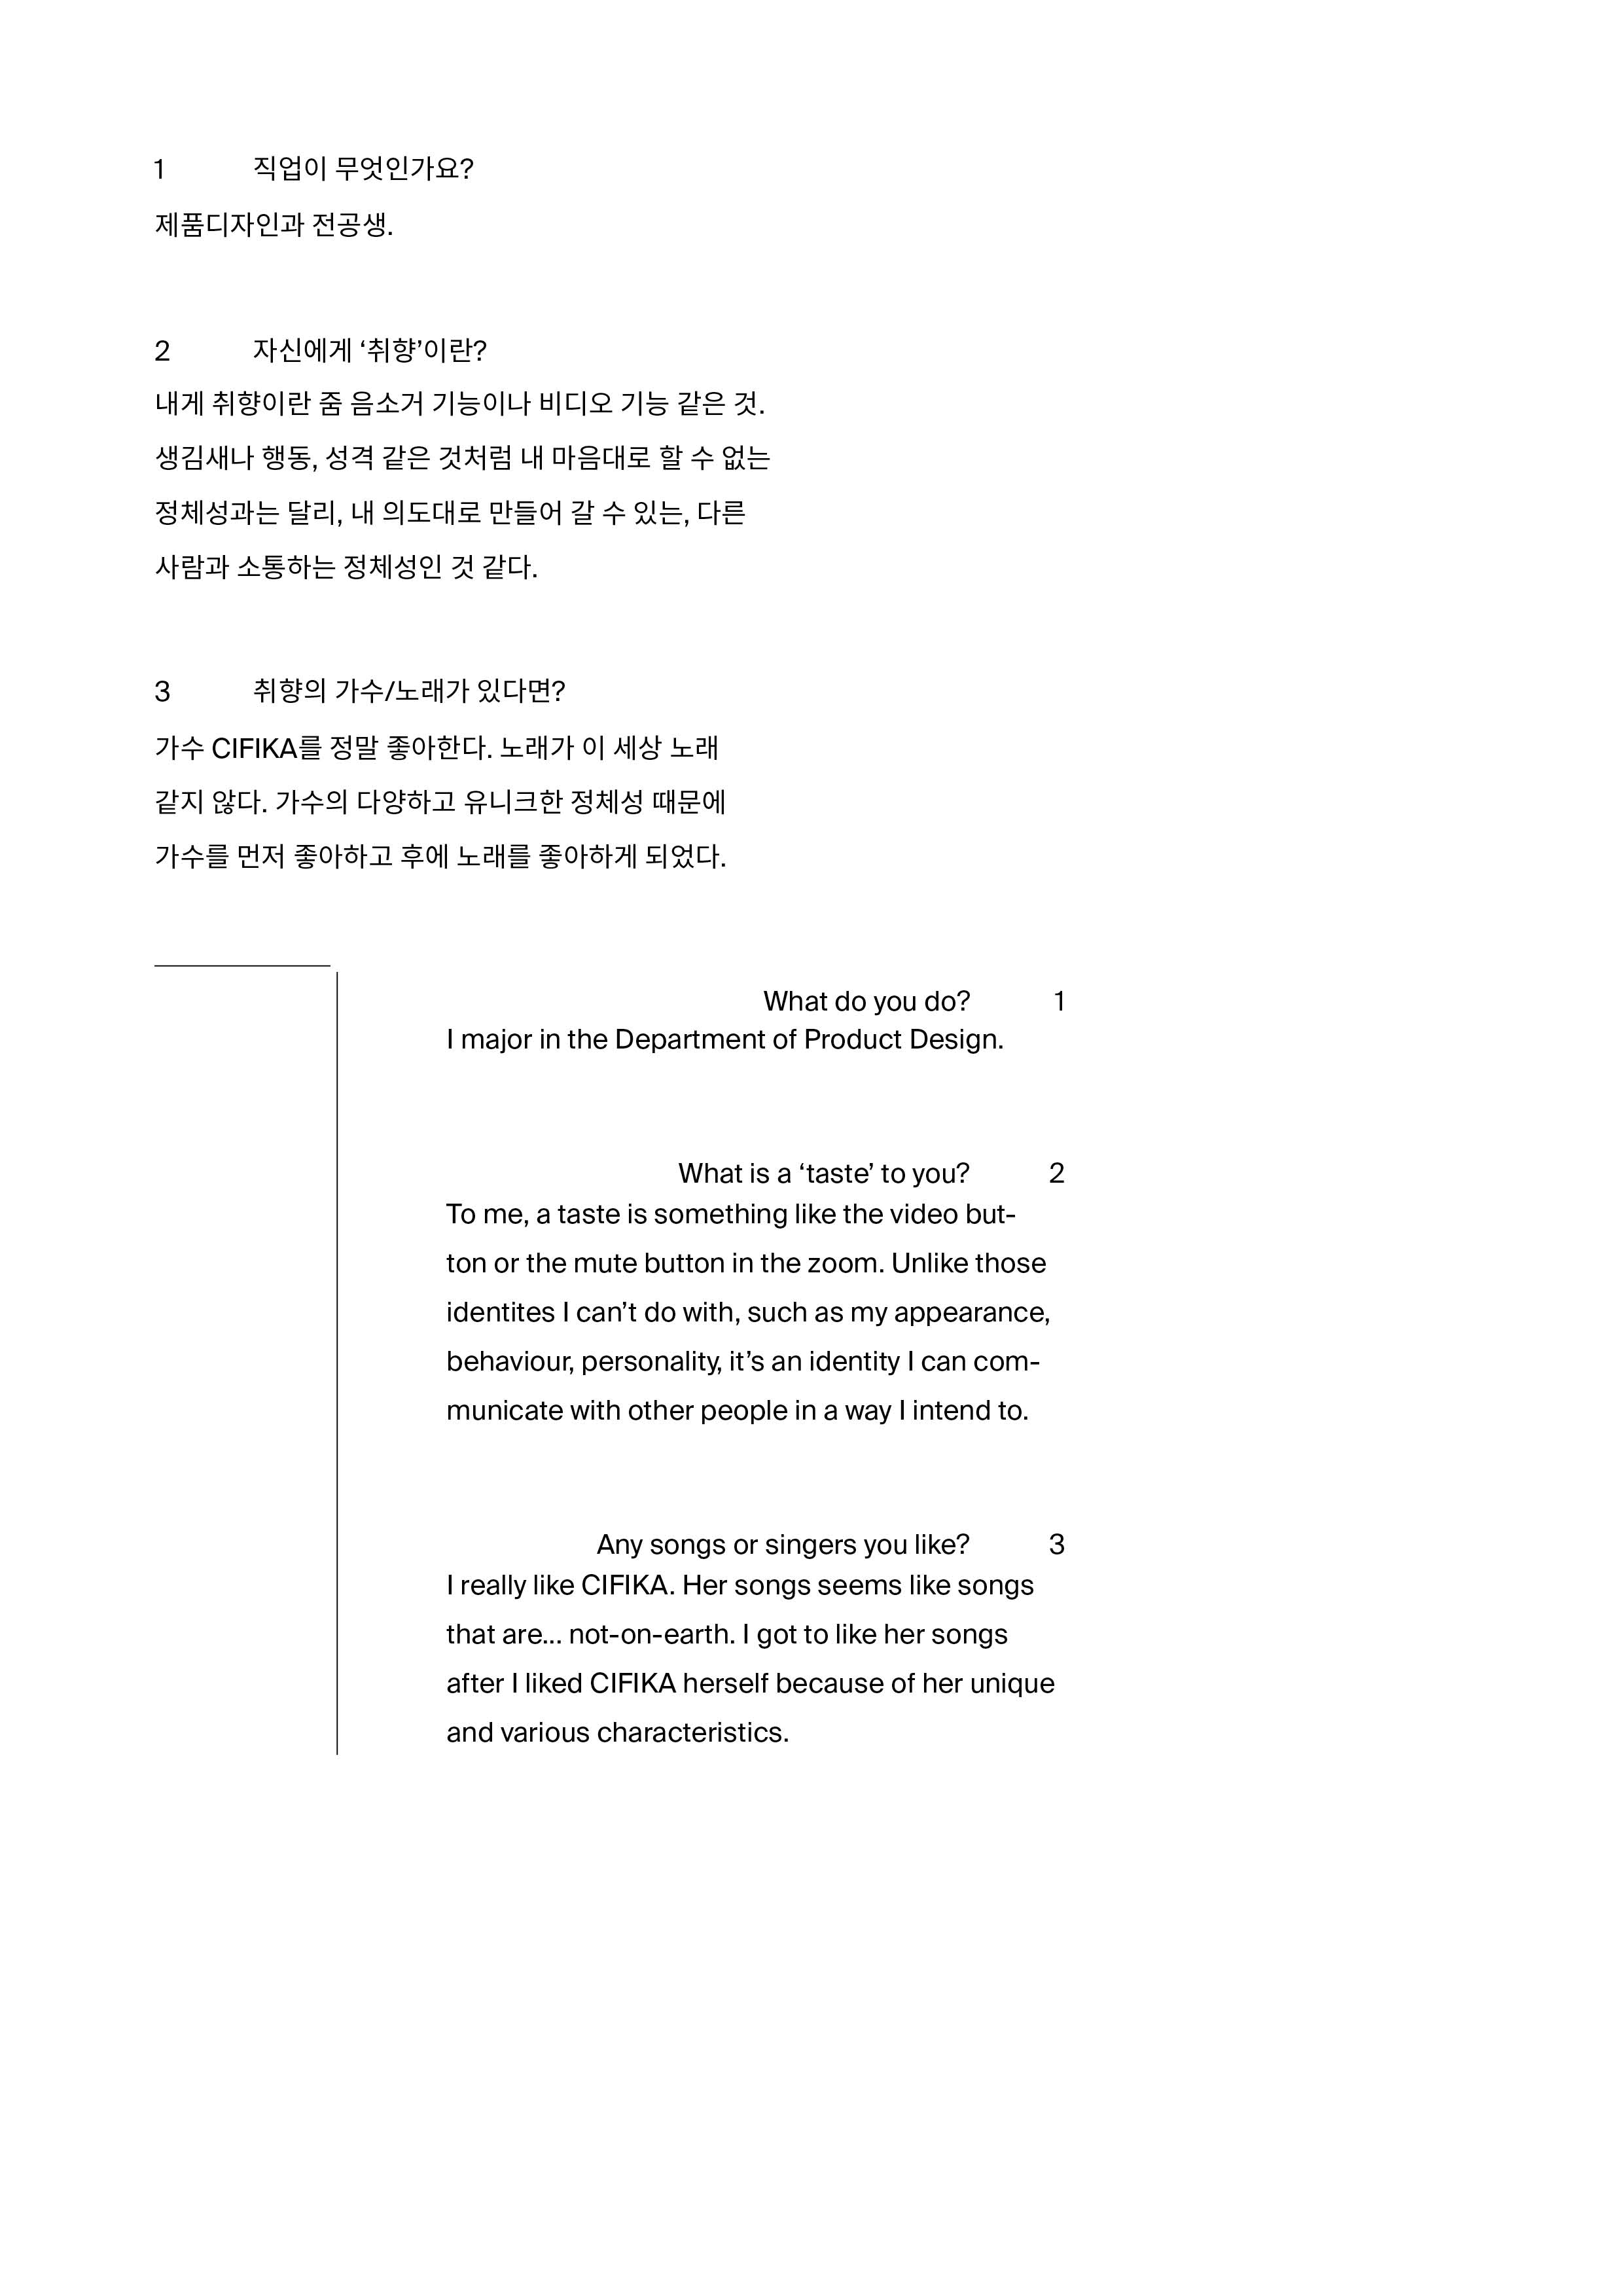 1 직업이 무엇인가요?
제품디자인과 전공생.
2 자신에게 ‘취향’이란?
내게 취향이란 줌 음소거 기능이나 비디오 기능 같은 것.
생김새나 행동, 성격 같은 것처럼 내 마음대로 할 수 없는
정체성과는 달리, 내 의도대로 만들어 갈 수 있는, 다른
사람과 소통하는 정체성인 것 같다.
3 취향의 가수/노래가 있다면?
가수 CIFIKA를 정말 좋아한다. 노래가 이 세상 노래
같지 않다. 가수의 다양하고 유니크한 정체성 때문에
가수를 먼저 좋아하고 후에 노래를 좋아하게 되었다.
What do you do? 1
I major in the Department of Product Design.
What is a ‘taste’ to you? 2
To me, a taste is something like the video but-
ton or the mute button in the zoom. Unlike those
identites I can’t do with, such as my appearance,
behaviour, personality, it’s an identity I can com-
municate with other people in a way I intend to.
Any songs or singers you like? 3
I really like CIFIKA. Her songs seems like songs
that are... not-on-earth. I got to like her songs
after I liked CIFIKA herself because of her unique
and various characteristics.